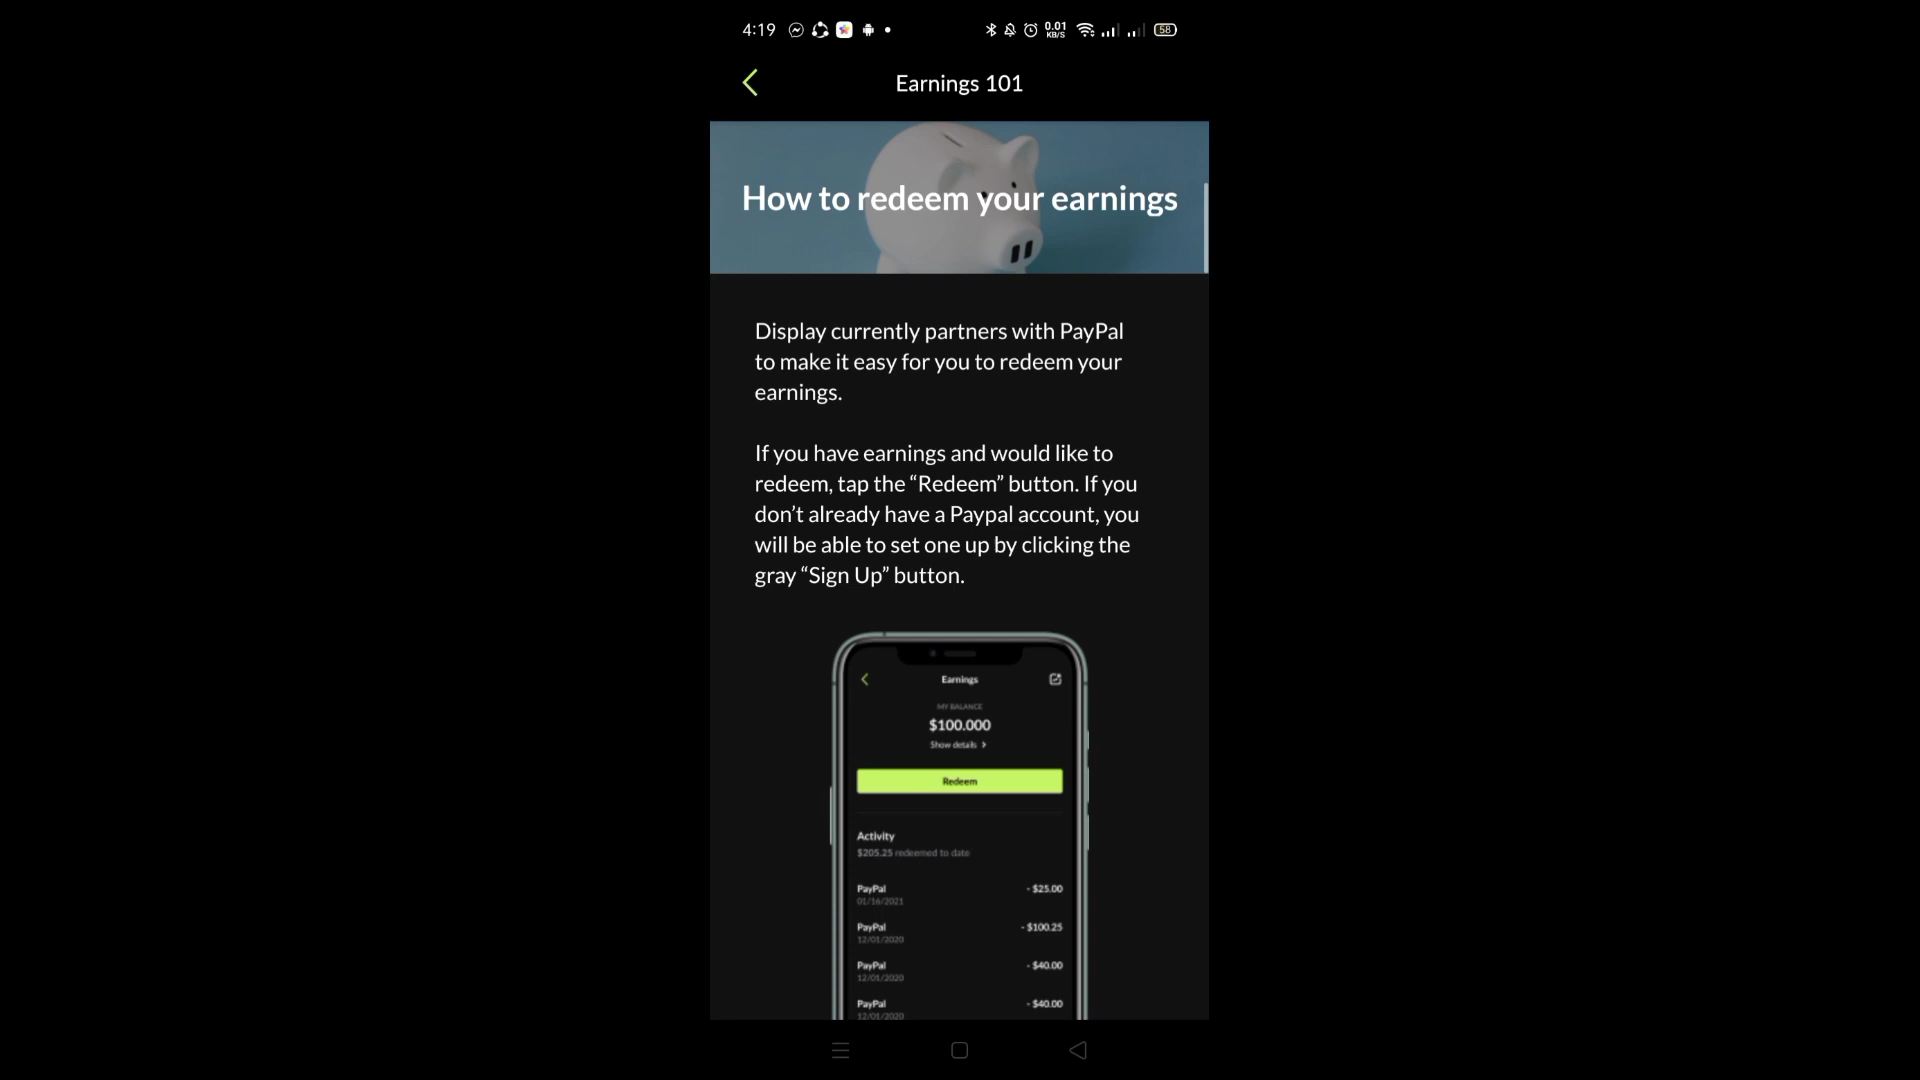 4:19
0.01
KB/S
58
Earnings 101
How to redeem your earnings
Display currently partners with PayPal
to make it easy for you to redeem your
earnings.
If you have earnings and would like to
redeem, tap the “Redeem” button. If you
don’t already have a Paypal account, you
will be able to set one up by clicking the
gray “Sign Up” button.
Earnings
MY BALANCE
$100.000
Show details >
Redeem
Activity
$205.25 redeemed to date
PayPal - $25.00
01/16/2021
PayPal - $100.25
12/01/2020
PayPal - $40.00
12/01/2020
PayPal - $40.00
12/01/2020